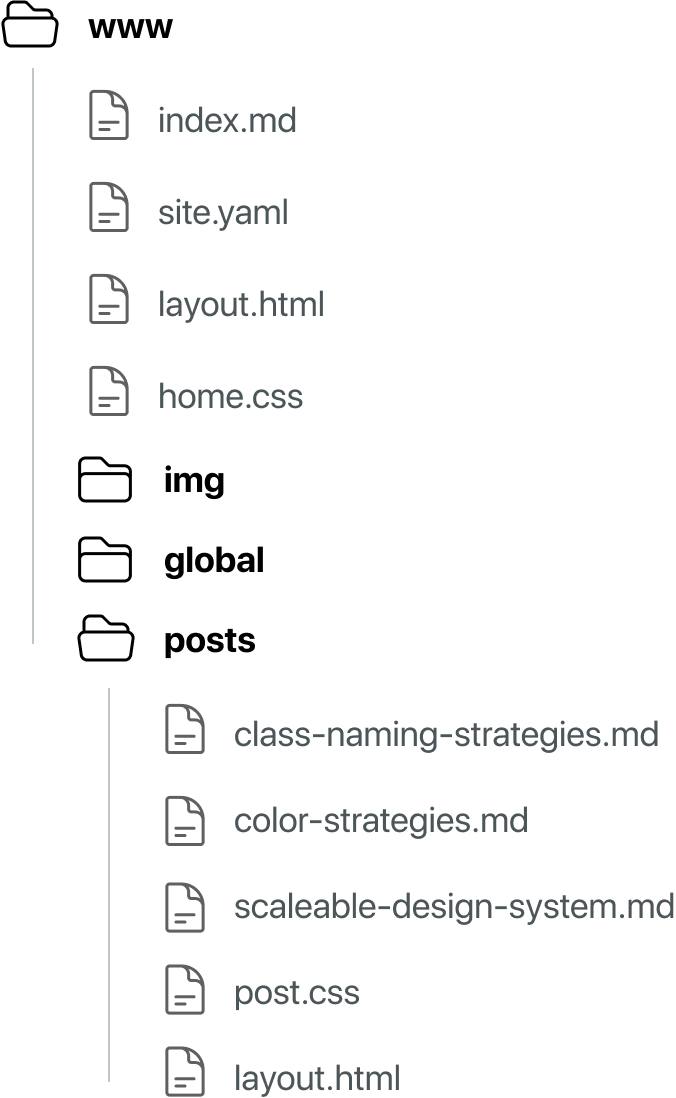 www
index.md
site.yaml
layout.html
home.css
img
global
posts
class-naming-strategies.md
color-strategies.md
scaleable-design-system.md
post.css
layout.html